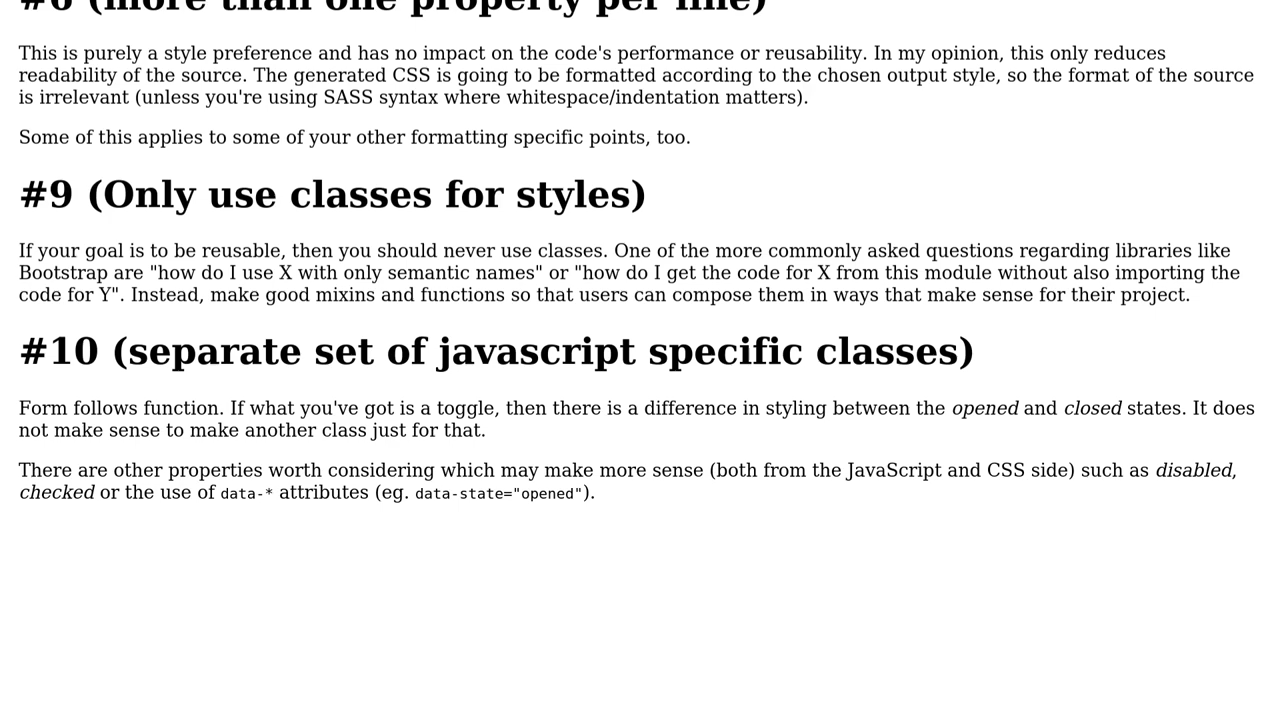 (more than one property per line)
This is purely a style preference and has no impact on the code's performance or reusability. In my opinion, this only reduces
readability of the source. The generated CSS is going to be formatted according to the chosen output style, so the format of the source
is irrelevant (unless you're using SASS syntax where whitespace/indentation matters).
Some of this applies to some of your other formatting specific points, too.
#9 (Only use classes for styles)
If your goal is to be reusable, then you should never use classes. One of the more commonly asked questions regarding libraries like
Bootstrap are "how do I use X with only semantic names" or "how do I get the code for X from this module without also importing the
code for Y". Instead, make good mixins and functions so that users can compose them in ways that make sense for their project.
#10 (separate set of javascript specific classes)
Form follows function. If what you've got is a toggle, then there is a difference in styling between the opened and closed states. It does
not make sense to make another class just for that.
There are other properties worth considering which may make more sense (both from the JavaScript and CSS side) such as disabled,
checked or the use of data-* attributes (eg. data-state="opened").